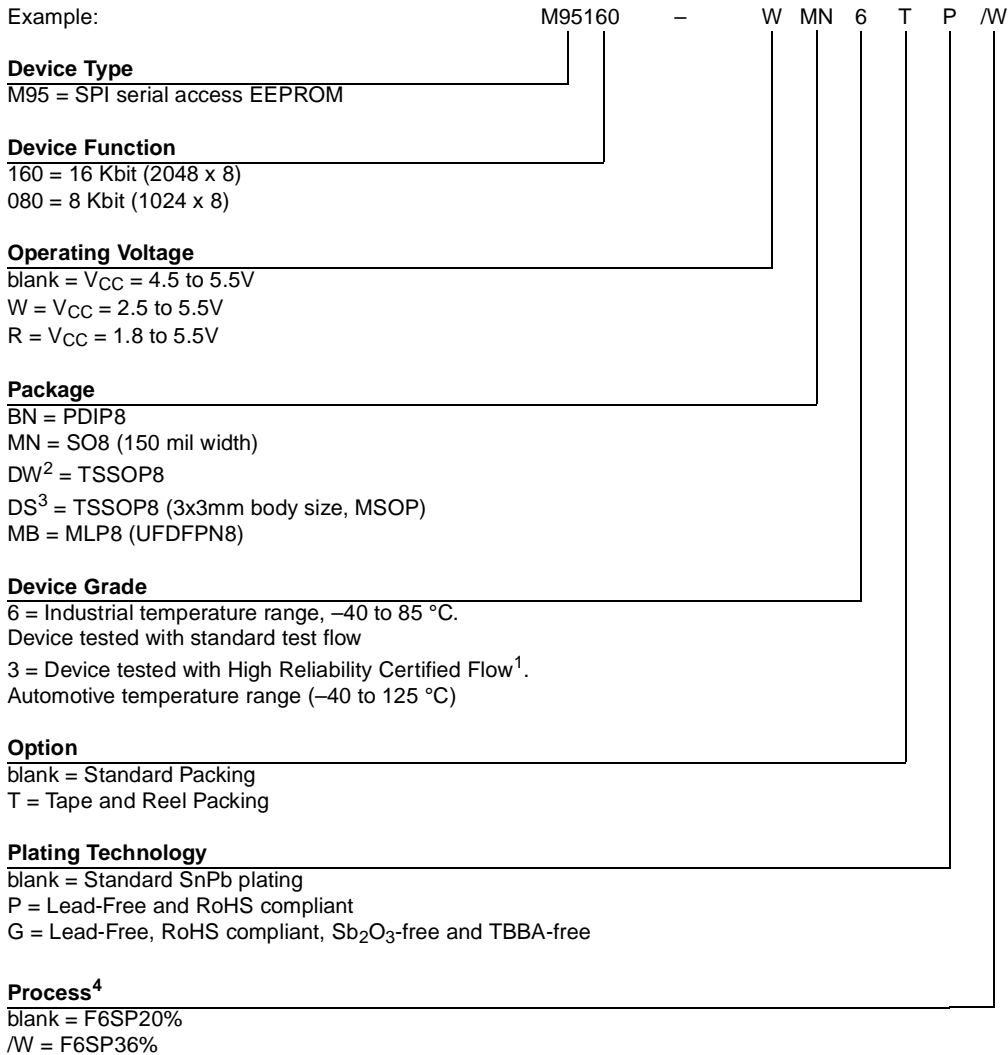 Example: M95160 – W MN 6 T P /W
Device Type
M95 = SPI serial access EEPROM
Device Function
160 = 16 Kbit (2048 x 8)
080 = 8 Kbit (1024 x 8)
Operating Voltage
blank = VCC = 4.5 to 5.5V
W = VCC = 2.5 to 5.5V
R = VCC = 1.8 to 5.5V
Package
BN = PDIP8
MN = SO8 (150 mil width)
DW2 = TSSOP8
DS3 = TSSOP8 (3x3mm body size, MSOP)
MB = MLP8 (UFDFPN8)
Device Grade
6 = Industrial temperature range, –40 to 85 °C.
Device tested with standard test flow
3 = Device tested with High Reliability Certified Flow1.
Automotive temperature range (–40 to 125 °C)
Option
blank = Standard Packing
T = Tape and Reel Packing
Plating Technology
blank = Standard SnPb plating
P = Lead-Free and RoHS compliant
G = Lead-Free, RoHS compliant, Sb2O3-free and TBBA-free
Process4
blank = F6SP20%
/W = F6SP36%